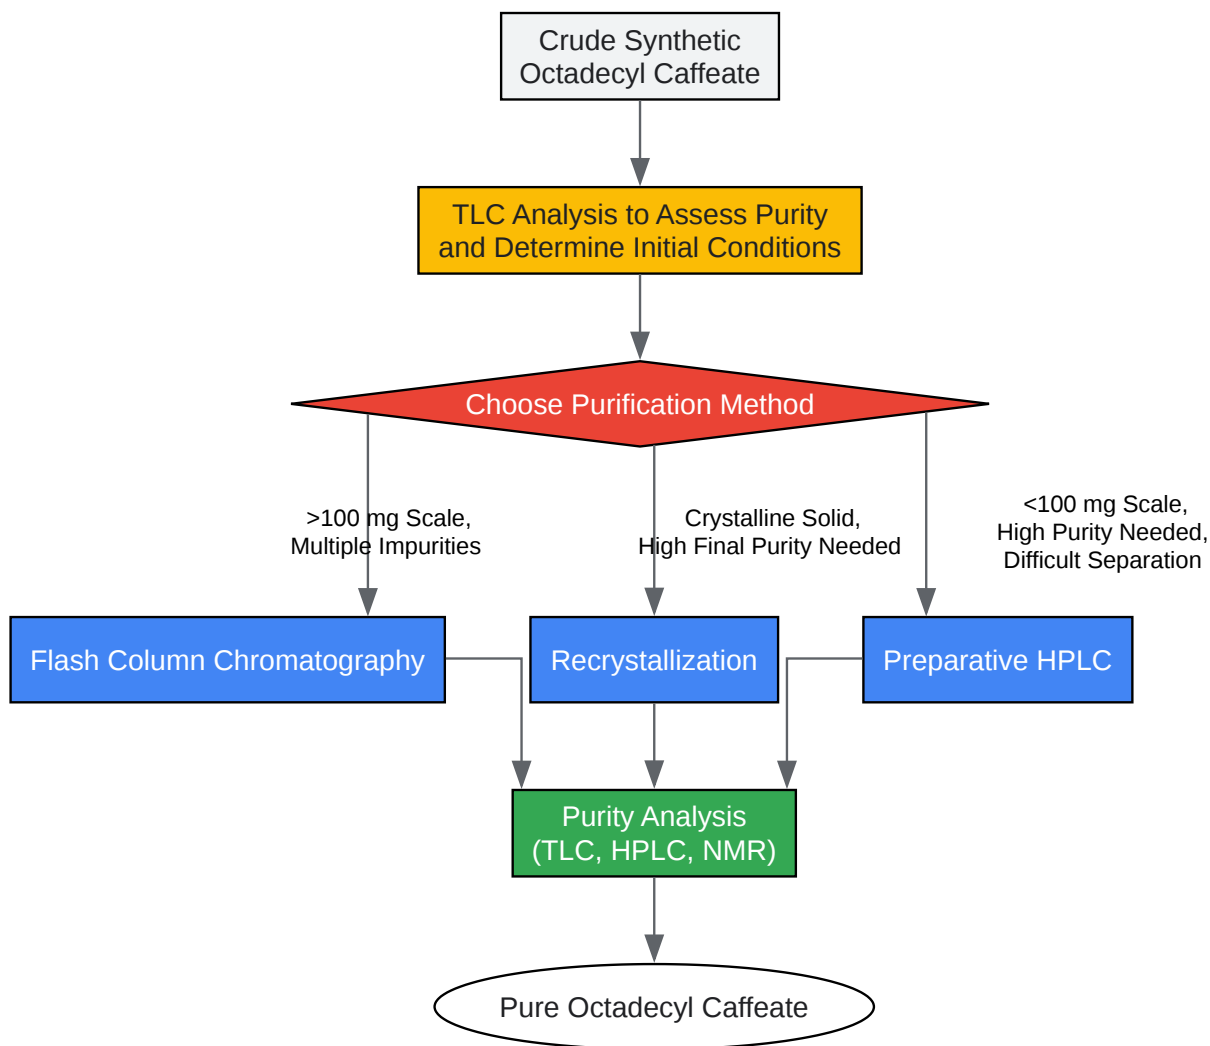 Crude Synthetic
Octadecyl Caffeate
TLC Analysis to Assess Purity
and Determine Initial Conditions
Choose Purification Method
>100 mg Scale,
Multiple Impurities
Crystalline Solid,
High Final Purity Needed
<100 mg Scale,
High Purity Needed,
Difficult Separation
Flash Column Chromatography
Recrystallization
Preparative HPLC
Purity Analysis
(TLC, HPLC, NMR)
Pure Octadecyl Caffeate